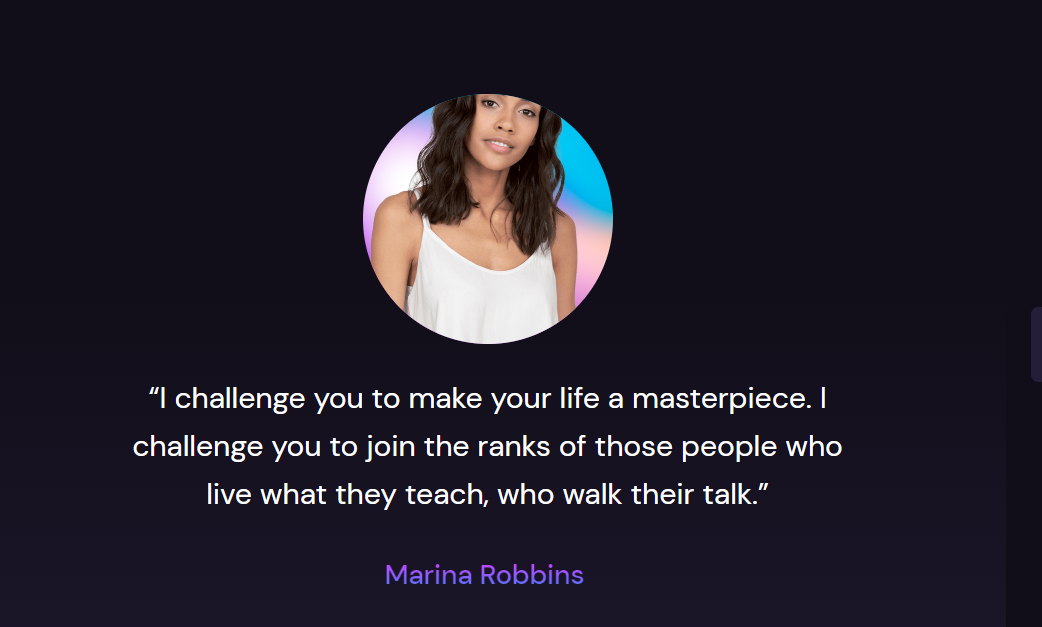 “I challenge you to make your life a masterpiece. I
challenge you to join the ranks of those people who
live what they teach, who walk their talk.”
Marina Robbins